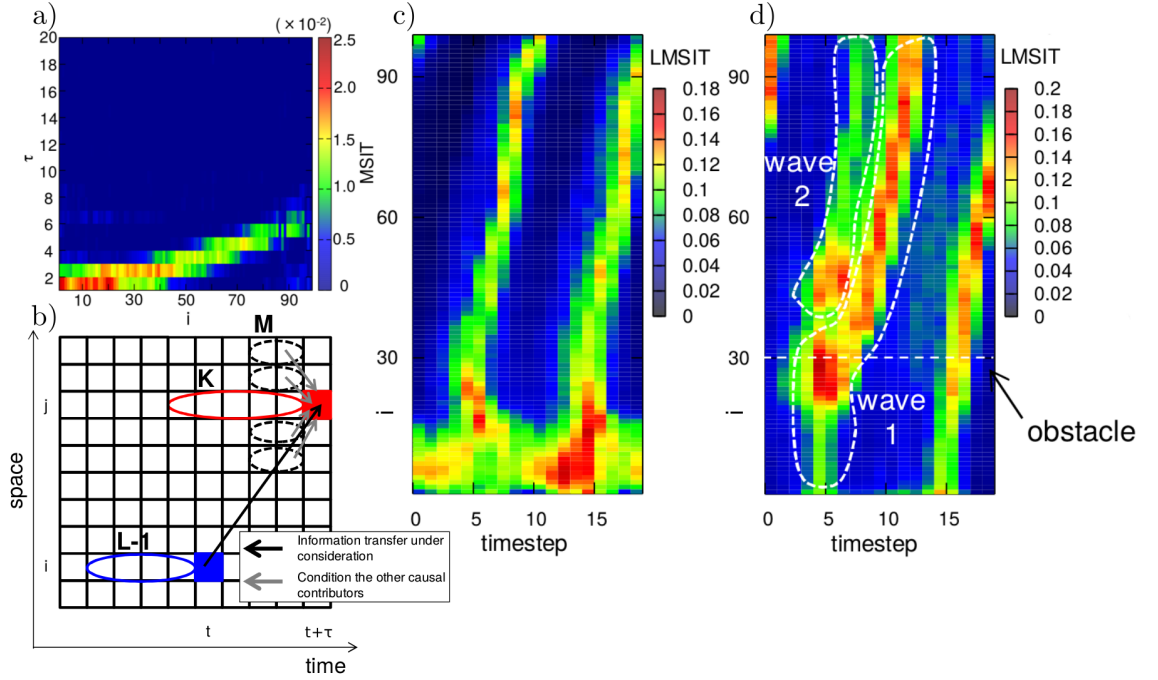 a)
(×10⁻²)
20
18
16
14
12
10
8
6
4
2
τ
10 30 50 70 90
i
2.5
2.0
1.5
1.0
0.5
0
MSIT
b)
M
K
L-1
j
i
space
Information transfer under
consideration
Condition the other causal
contributors
t t+τ
time
c)
LMSIT
0.18
0.16
0.14
0.12
0.1
0.08
0.06
0.04
0.02
0
90
60
30
i
0 5 10 15
timestep
d)
LMSIT
0.2
0.18
0.16
0.14
0.12
0.1
0.08
0.06
0.04
0.02
0
90
60
30
i
wave
2
wave
1
obstacle
0 5 10 15
timestep